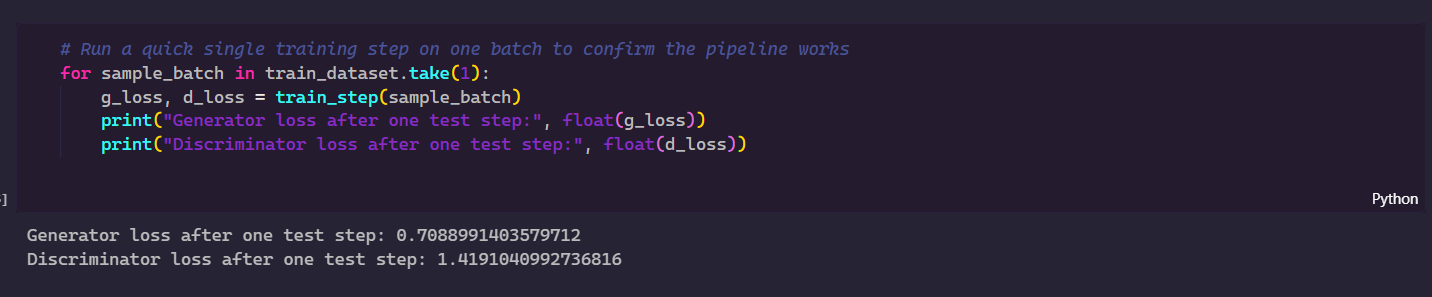 # Run a quick single training step on one batch to confirm the pipeline works
for sample_batch in train_dataset.take(1):
    g_loss, d_loss = train_step(sample_batch)
    print("Generator loss after one test step:", float(g_loss))
    print("Discriminator loss after one test step:", float(d_loss))
]
Python
Generator loss after one test step: 0.7088991403579712
Discriminator loss after one test step: 1.4191040992736816